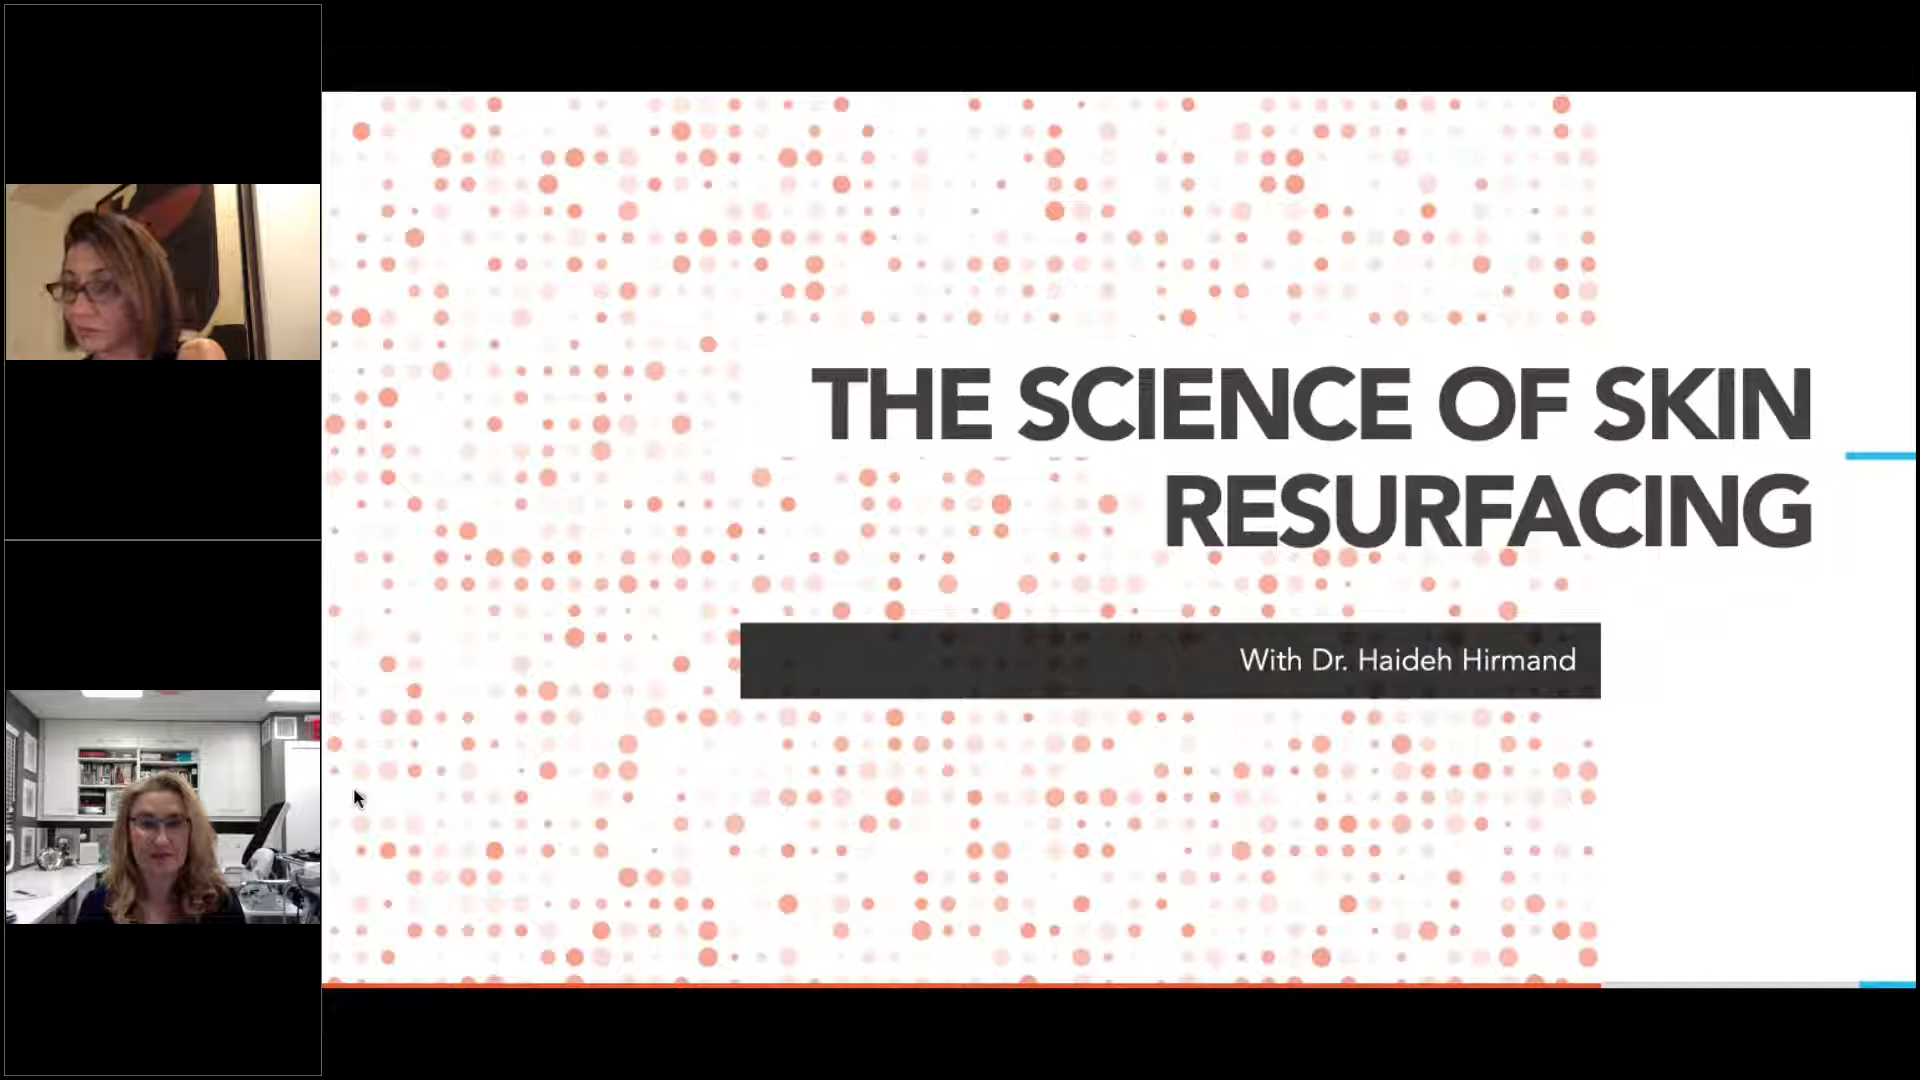 THE SCIENCE OF SKIN
RESURFACING
With Dr. Haideh Hirmand